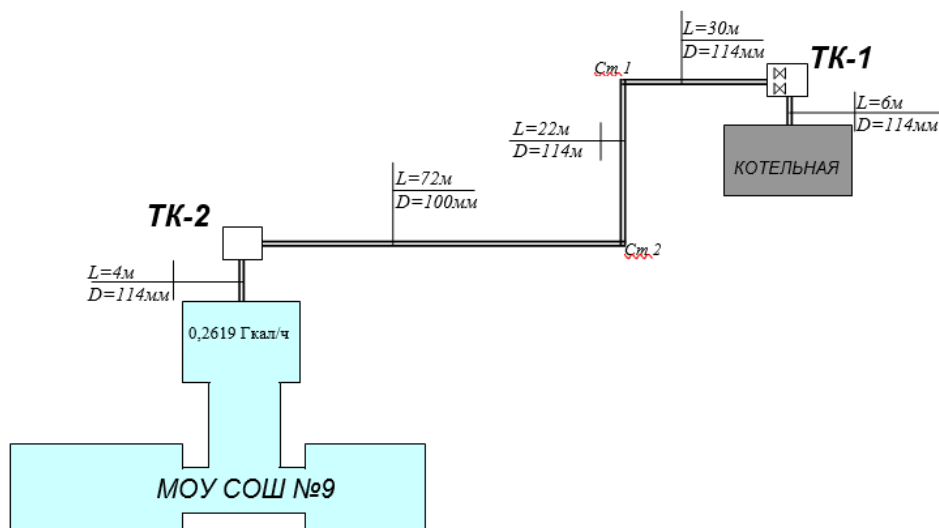 L=30м
D=114мм
ТК-1
Ст 1
L=6м
D=114мм
L=22м
D=114м
КОТЕЛЬНАЯ
L=72м
D=100мм
ТК-2
Ст 2
L=4м
D=114мм
0,2619 Гкал/ч
МОУ СОШ №9